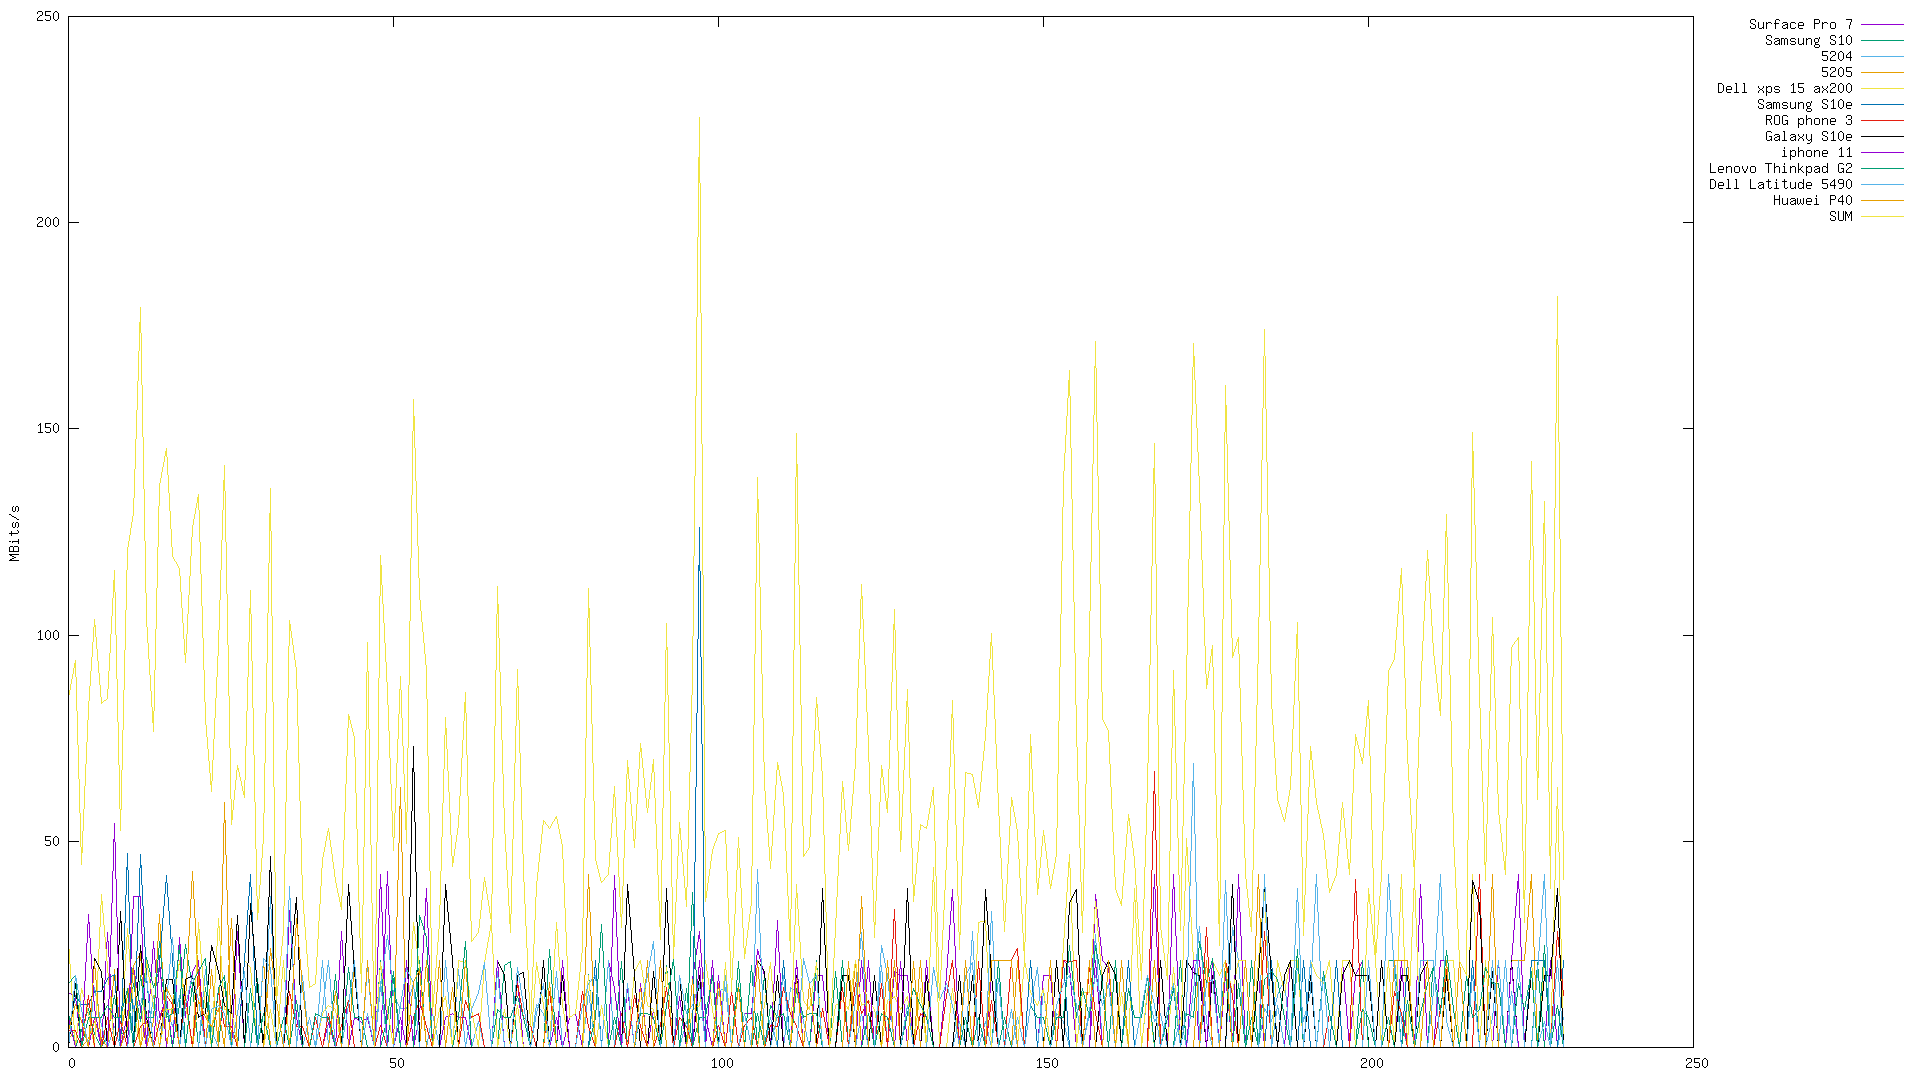 250
200
150
100
50
0
MBits/s
0 50 100 150 200 250
Surface Pro 7
Samsung S10
5204
5205
Dell xps 15 ax200
Samsung S10e
ROG phone 3
Galaxy S10e
iphone 11
Lenovo Thinkpad G2
Dell Latitude 5490
Huawei P40
SUM